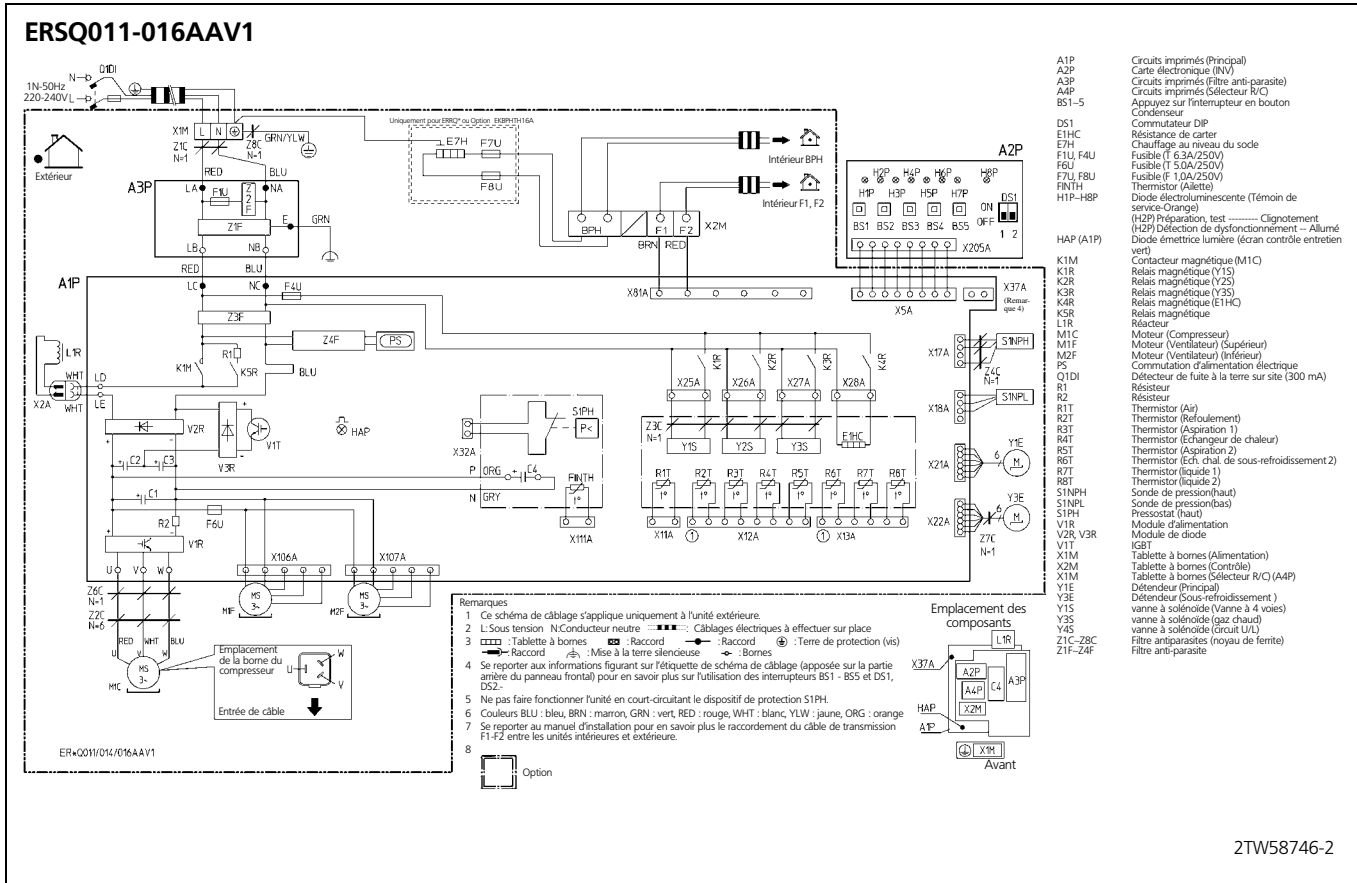 ERSQ011-016AAV1
Q1DI
N
1N-50Hz
220-240V L
X1M L N
GRN/YLW
Z1C
N=1
Z8C
N=1
Extérieur
RED
BLU
A3P
LA
NA
F1U
Z2F
Z1F
E
GRN
LB
NB
RED
BLU
Uniquement pour ERRQ* ou Option EKBPHTH16A
E7H
F7U
F8U
Intérieur BPH
Intérieur F1, F2
BPH
F1
F2
X2M
BRN
RED
A2P
H2P H4P H6P H8P
H1P H3P H5P H7P
DS1
ON
OFF
1 2
BS1 BS2 BS3 BS4 BS5
X205A
A1P
LC
NC
F4U
X81A
X5A
X37A
(Remar-
que 4)
Z3F
Z4F
PS
L1R
K1M
R1
K5R
BLU
WHT
X2A
WHT
LD
LE
V2R
V3R
V1T
C2
C3
HAP
C1
R2
F6U
V1R
U
V
W
X32A
S1PH
P<
P
ORG
C4
N
GRY
FINTH
t°
X111A
K1R
K2R
K3R
K4R
X25A X26A X27A X28A
Z3C
N=1
Y1S
Y2S
Y3S
E1HC
R1T R2T R3T R4T R5T R6T R7T R8T
t° t° t° t° t° t° t° t°
X11A
1
X12A
1
X13A
X17A
S1NPH
Z4C
N=1
X18A
S1NPL
X21A
6
Y1E
M
X22A
6
Y3E
M
Z7C
N=1
X106A
X107A
M1F
MS
3~
M2F
MS
3~
Z6C
N=1
Z2C
N=6
RED WHT BLU
U V W
MS
3~
M1C
Emplacement
de la borne du
compresseur
U
W
V
Entrée de câble
ER*Q011/014/016AAV1
Remarques
1 Ce schéma de câblage s'applique uniquement à l'unité extérieure.
2 L: Sous tension N:Conducteur neutre : Câblages électriques à effectuer sur place
3 : Tablette à bornes : Raccord : Raccord : Terre de protection (vis)
: Raccord : Mise à la terre silencieuse : Bornes
4 Se reporter aux informations figurant sur l'étiquette de schéma de câblage (apposée sur la partie
arrière du panneau frontal) pour en savoir plus sur l'utilisation des interrupteurs BS1 - BS5 et DS1,
DS2.-
5 Ne pas faire fonctionner l'unité en court-circuitant le dispositif de protection S1PH.
6 Couleurs BLU : bleu, BRN : marron, GRN : vert, RED : rouge, WHT : blanc, YLW : jaune, ORG : orange
7 Se reporter au manuel d'installation pour en savoir plus le raccordement du câble de transmission
F1-F2 entre les unités intérieures et extérieure.
8
Option
Emplacement des
composants
L1R
X37A
A2P
A4P
C4
A3P
X2M
HAP
A1P
X1M
Avant
A1P Circuits imprimés (Principal)
A2P Carte électronique (INV)
A3P Circuits imprimés (Filtre anti-parasite)
A4P Circuits imprimés (Sélecteur R/C)
BS1–5 Appuyez sur l'interrupteur en bouton
Condenseur
DS1 Commutateur DIP
E1HC Résistance de carter
E7H Chauffage au niveau du socle
F1U, F4U Fusible (T 6.3A/250V)
F6U Fusible (T 5.0A/250V)
F7U, F8U Fusible (F 1,0A/250V)
FINTH Thermistor (Ailette)
H1P–H8P Diode électroluminescente (Témoin de
service-Orange)
(H2P) Préparation, test --------- Clignotement
(H2P) Détection de dysfonctionnement -- Allumé
HAP (A1P) Diode émettrice lumière (écran contrôle entretien
vert)
K1M Contacteur magnétique (M1C)
K1R Relais magnétique (Y1S)
K2R Relais magnétique (Y2S)
K3R Relais magnétique (Y3S)
K4R Relais magnétique (E1HC)
K5R Relais magnétique
L1R Réacteur
M1C Moteur (Compresseur)
M1F Moteur (Ventilateur) (Supérieur)
M2F Moteur (Ventilateur) (Inférieur)
PS Commutation d'alimentation électrique
Q1DI Détecteur de fuite à la terre sur site (300 mA)
R1 Résisteur
R2 Résisteur
R1T Thermistor (Air)
R2T Thermistor (Refoulement)
R3T Thermistor (Aspiration 1)
R4T Thermistor (Echangeur de chaleur)
R5T Thermistor (Aspiration 2)
R6T Thermistor (Ech. chal. de sous-refroidissement 2)
R7T Thermistor (liquide 1)
R8T Thermistor (liquide 2)
S1NPH Sonde de pression(haut)
S1NPL Sonde de pression(bas)
S1PH Pressostat (haut)
V1R Module d'alimentation
V2R, V3R Module de diode
V1T IGBT
X1M Tablette à bornes (Alimentation)
X2M Tablette à bornes (Contrôle)
X1M Tablette à bornes (Sélecteur R/C) (A4P)
Y1E Détendeur (Principal)
Y3E Détendeur (Sous-refroidissement )
Y1S vanne à solénoïde (Vanne à 4 voies)
Y3S vanne à solénoïde (gaz chaud)
Y4S vanne à solénoïde (circuit U/L)
Z1C–Z8C Filtre antiparasites (noyau de ferrite)
Z1F–Z4F Filtre anti-parasite
2TW58746-2